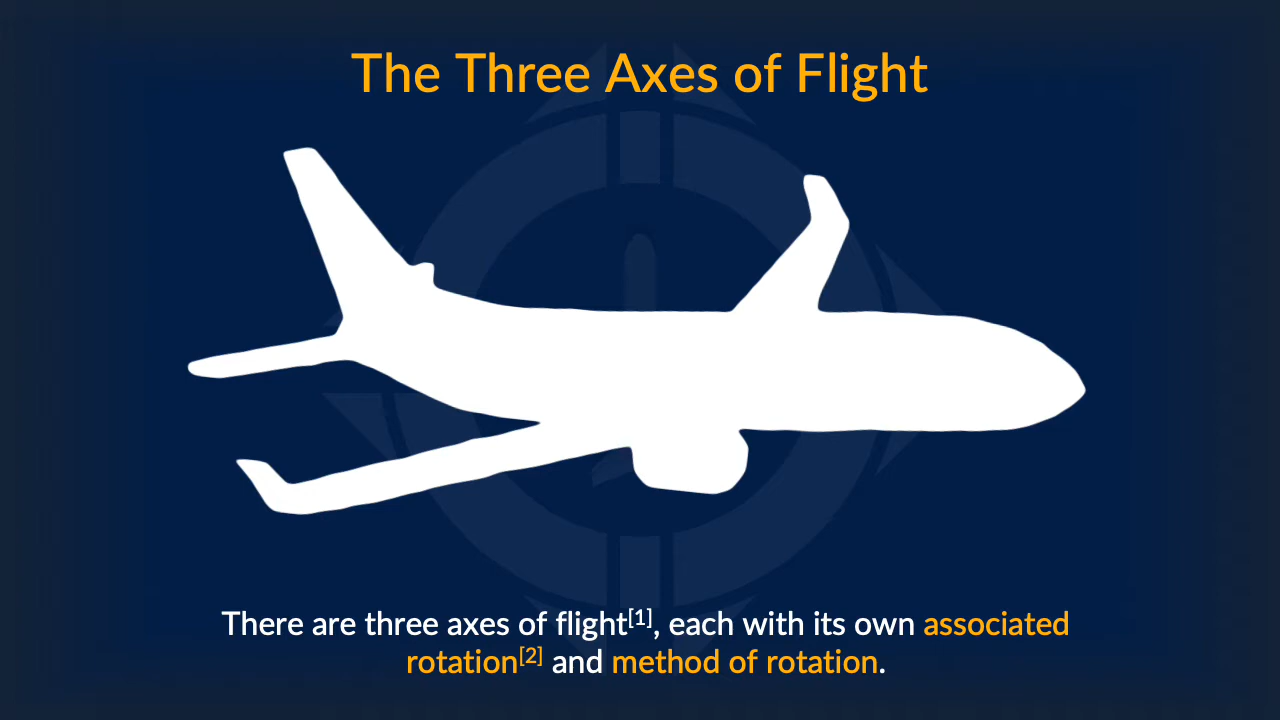 The Three Axes of Flight
There are three axes of flight[1], each with its own associated
rotation[2] and method of rotation.